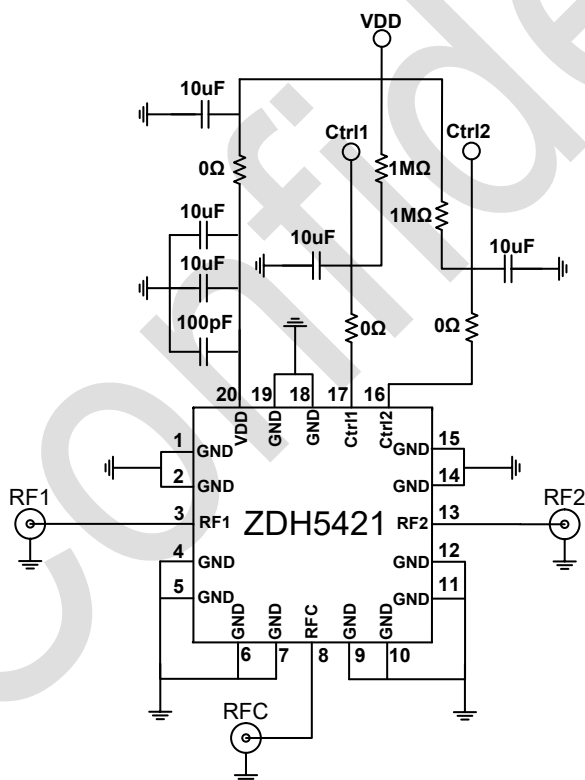 VDD
10uF
Ctrl1
Ctrl2
0Ω
1MΩ
1MΩ
10uF
10uF
10uF
10uF
100pF
0Ω
0Ω
20 19 18 17 16
VDD GND GND Ctrl1 Ctrl2
1 GND
GND 15
2 GND
GND 14
RF1
RF2
3 RF1
ZDH5421
RF2 13
4 GND
GND 12
5 GND
GND 11
GND GND RFC GND GND
6 7 8 9 10
RFC